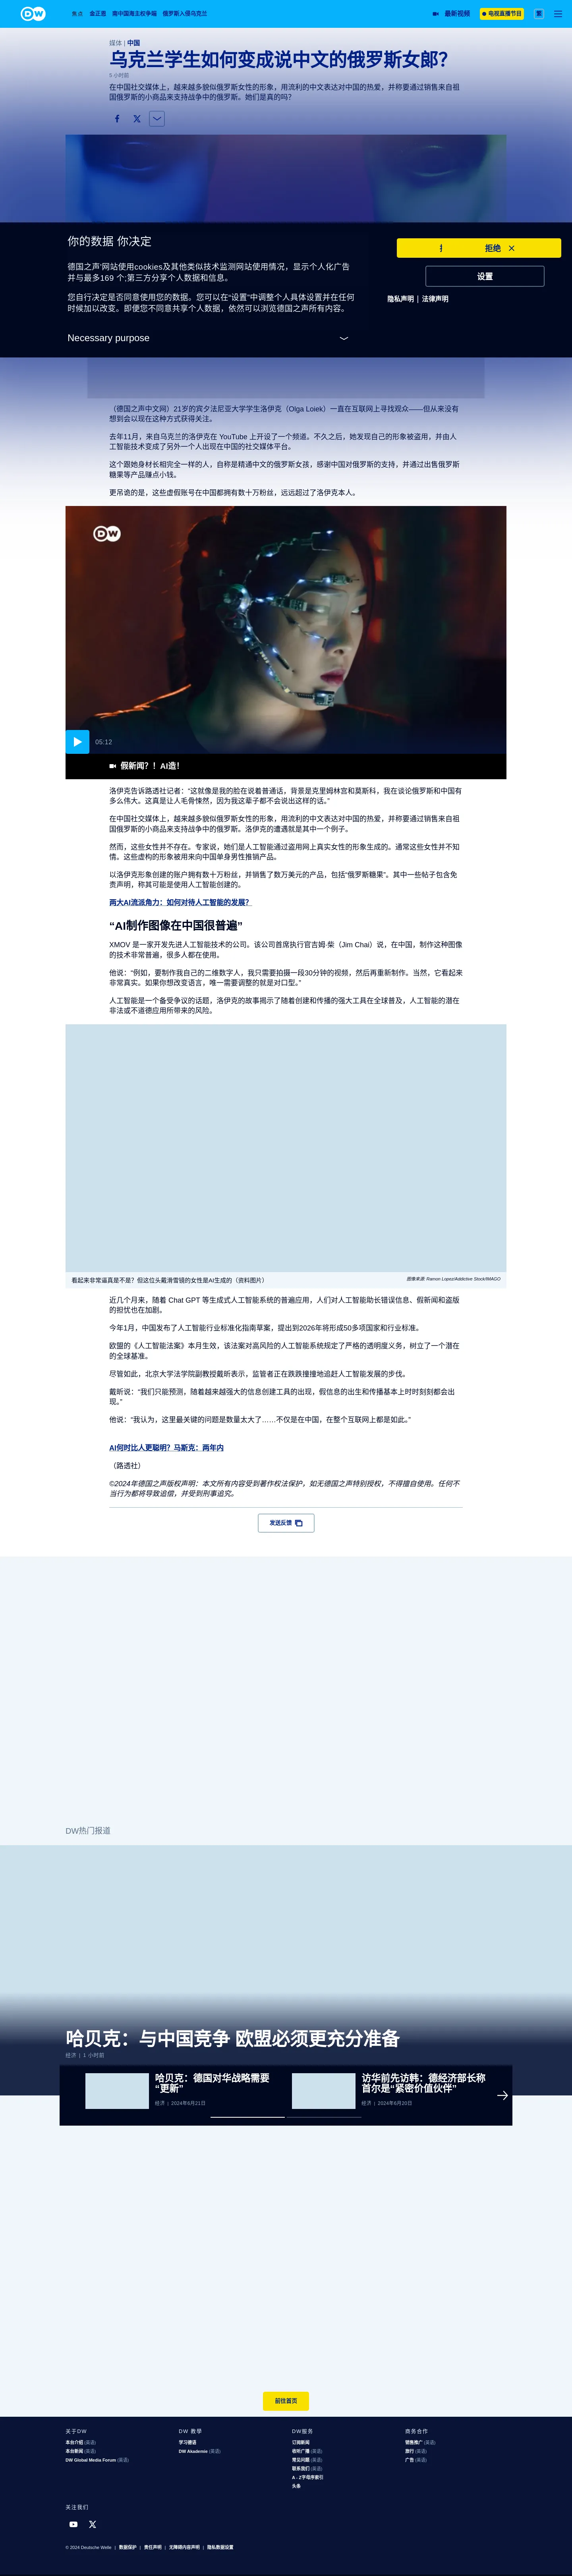 DW
焦点 金正恩 南中国海主权争端 俄罗斯入侵乌克兰 最新视频 电视直播节目 繁
媒体 | 中国
乌克兰学生如何变成说中文的俄罗斯女郎？
3 小时前
在中国社交媒体上，越来越多貌似俄罗斯女性的形象，用流利的中文表达对中国的热爱，并称要通过销售来自祖
国俄罗斯的小商品来支持战争中的俄罗斯。她们是真的吗？
你的数据 你决定
德国之声'网站使用cookies及其他类似技术监测网站使用情况，显示个人化广告
并与最多169 个;第三方分享个人数据和信息。
您自行决定是否同意使用您的数据。您可以在"设置"中调整个人具体设置并在任何
时候加以改变。即便您不同意共享个人数据，依然可以浏览德国之声所有内容。
Necessary purpose
拒绝
设置
隐私声明 | 法律声明
（德国之声中文网）21岁的宾夕法尼亚大学学生洛伊克（Olga Loiek）一直在互联网上寻找观众——但从来没有
想到会以现在这种方式获得关注。
去年11月，来自乌克兰的洛伊克在 YouTube 上开设了一个频道。不久之后，她发现自己的形象被盗用，并由人
工智能技术变成了另外一个人出现在中国的社交媒体平台。
这个跟她身材长相完全一样的人，自称是精通中文的俄罗斯女孩，感谢中国对俄罗斯的支持，并通过出售俄罗斯
糖果等产品赚点小钱。
更吊诡的是，这些虚假账号在中国都拥有数十万粉丝，远远超过了洛伊克本人。
DW
05:12
假新闻？！AI造！
洛伊克告诉路透社记者：“这就像是我的脸在说着普通话，背景是克里姆林宫和莫斯科，我在谈论俄罗斯和中国有
多么伟大。这真是让人毛骨悚然，因为我这辈子都不会说出这样的话。”
在中国社交媒体上，越来越多貌似俄罗斯女性的形象，用流利的中文表达对中国的热爱，并称要通过销售来自祖
国俄罗斯的小商品来支持战争中的俄罗斯。洛伊克的遭遇就是其中一个例子。
然而，这些女性并不存在。专家说，她们是人工智能通过盗用网上真实女性的形象生成的。通常这些女性并不知
情。这些虚构的形象被用来向中国单身男性推销产品。
以洛伊克形象创建的账户拥有数十万粉丝，并销售了数万美元的产品，包括“俄罗斯糖果”。其中一些帖子包含免
责声明，称其可能是使用人工智能创建的。
两大AI流派角力：如何对待人工智能的发展？
“AI制作图像在中国很普遍”
XMOV 是一家开发先进人工智能技术的公司。该公司首席执行官吉姆·柴（Jim Chai）说，在中国，制作这种图像
的技术非常普遍，很多人都在使用。
他说：“例如，要制作我自己的二维数字人，我只需要拍摄一段30分钟的视频，然后再重新制作。当然，它看起来
非常真实。如果你想改变语言，唯一需要调整的就是对口型。”
人工智能是一个备受争议的话题，洛伊克的故事揭示了随着创建和传播的强大工具在全球普及，人工智能的潜在
非法或不道德应用所带来的风险。
看起来非常逼真是不是？但这位头戴滑雪镜的女性是AI生成的（资料图片）
图像来源: Ramon Lopez/Addictive Stock/IMAGO
近几个月来，随着 Chat GPT 等生成式人工智能系统的普遍应用，人们对人工智能助长错误信息、假新闻和盗版
的担忧也在加剧。
今年1月，中国发布了人工智能行业标准化指南草案，提出到2026年将形成50多项国家和行业标准。
欧盟的《人工智能法案》本月生效，该法案对高风险的人工智能系统规定了严格的透明度义务，树立了一个潜在
的全球基准。
尽管如此，北京大学法学院副教授戴昕表示，监管者正在跌跌撞撞地追赶人工智能发展的步伐。
戴昕说：“我们只能预测，随着越来越强大的信息创建工具的出现，假信息的出生和传播基本上时时刻刻都会出
现。”
他说：“我认为，这里最关键的问题是数量太大了……不仅是在中国，在整个互联网上都是如此。”
AI何时比人更聪明？马斯克：两年内
（路透社）
©2024年德国之声版权声明：本文所有内容受到著作权法保护，如无德国之声特别授权，不得擅自使用。任何不
当行为都将导致追偿，并受到刑事追究。
发送反馈
DW热门报道
哈贝克：与中国竞争 欧盟必须更充分准备
经济 | 1 小时前
哈贝克：德国对华战略需要
“更新”
经济 | 2024年6月21日
访华前先访韩：德经济部长称
首尔是“紧密价值伙伴”
经济 | 2024年6月20日
前往首页
关于DW
本台介绍 (英语)
本台新闻 (英语)
DW Global Media Forum (英语)
DW 教学
学习德语
DW Akademie (英语)
DW服务
订阅新闻
收听广播 (英语)
常见问题 (英语)
联系我们 (英语)
A - Z字母序索引
头条
商务合作
销售推广 (英语)
旅行 (英语)
广告 (英语)
关注我们
© 2024 Deutsche Welle | 数据保护 | 责任声明 | 无障碍内容声明 | 隐私数据设置